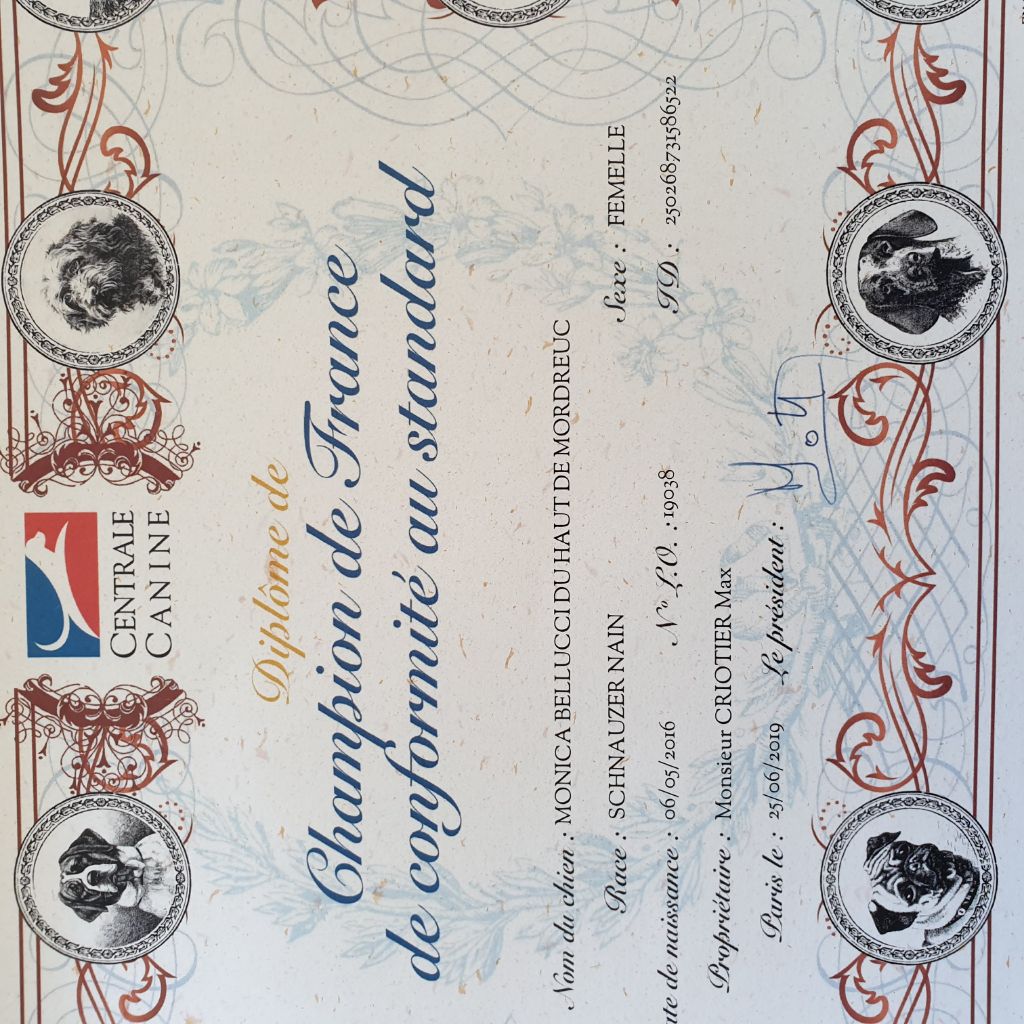 CENTRALE
CANINE
Diplôme de
Champion de France
de conformité au standard
Nom du chien : MONICA BELLUCCI DU HAUT DE MORDREUC
Race : SCHNAUZER NAIN Sexe : FEMELLE
ate de naissance : 06/05/2016 N° L.O. :19038 ID : 250268731586522
Propriétaire : Monsieur CRIOTIER Max
Paris le : 25/06/2019 Le président :